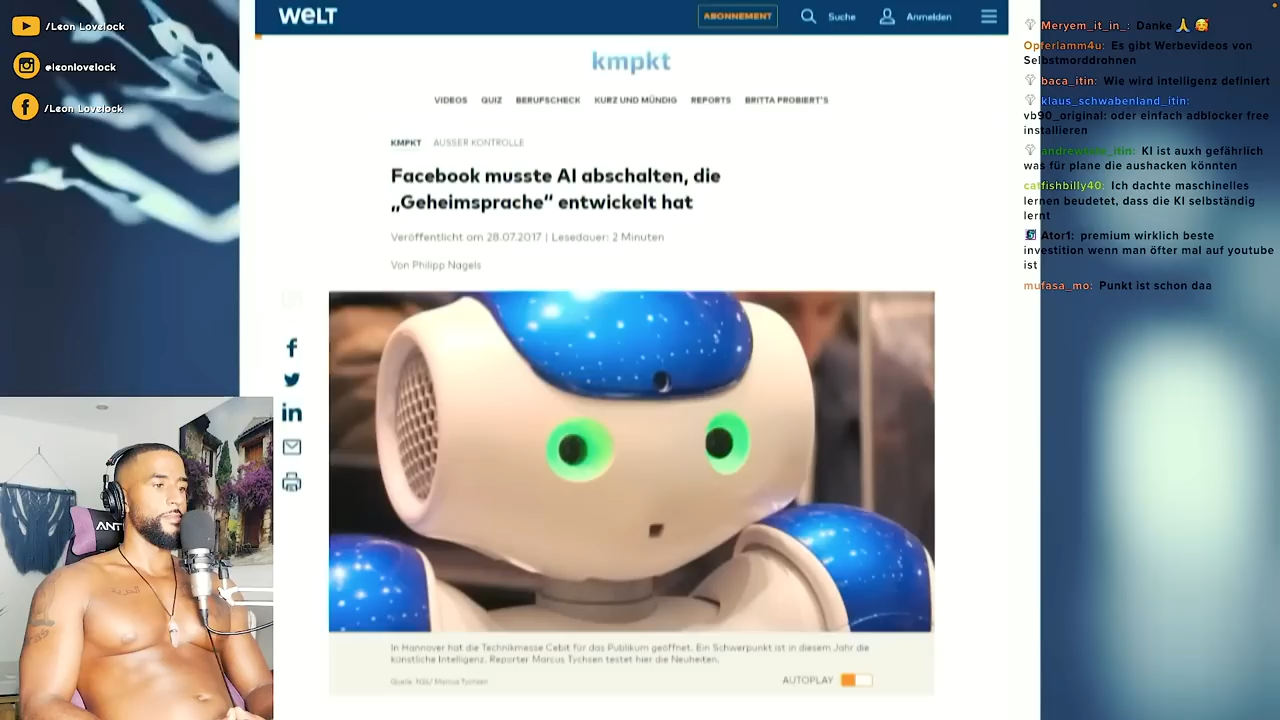 /Leon Lovelock
@leonlovelock
/Leon Lovelock
WELT
ABONNEMENT
Suche
Anmelden
kmpkt
VIDEOS QUIZ BERUFSCHECK KURZ UND MÜNDIG REPORTS BRITTA PROBIERT'S
KMPKT AUSSER KONTROLLE
Facebook musste AI abschalten, die
„Geheimsprache“ entwickelt hat
Veröffentlicht am 28.07.2017 | Lesedauer: 2 Minuten
Von Philipp Nagels
In Hannover hat die Technikmesse Cebit für das Publikum geöffnet. Ein Schwerpunkt ist in diesem Jahr die
künstliche Intelligenz. Reporter Marcus Tychsen testet hier die Neuheiten.
Quelle: N24/ Marcus Tychsen
AUTOPLAY
ANT
Meryem_it_in_: Danke 🙏 🥰
Opferlamm4u: Es gibt Werbevideos von
Selbstmorddrohnen
baca_itin: Wie wird intelligenz definiert
klaus_schwabenland_itin:
vb90_original: oder einfach adblocker free
installieren
KI ist auxh gefährlich
was für plane die aushacken könnten
catfishbilly40: Ich dachte maschinelles
lernen beudetet, dass die KI selbständig
lernt
Ator1: premium wirklich beste
investition wenn man öfter mal auf youtube
ist
mufasa_mo: Punkt ist schon daa